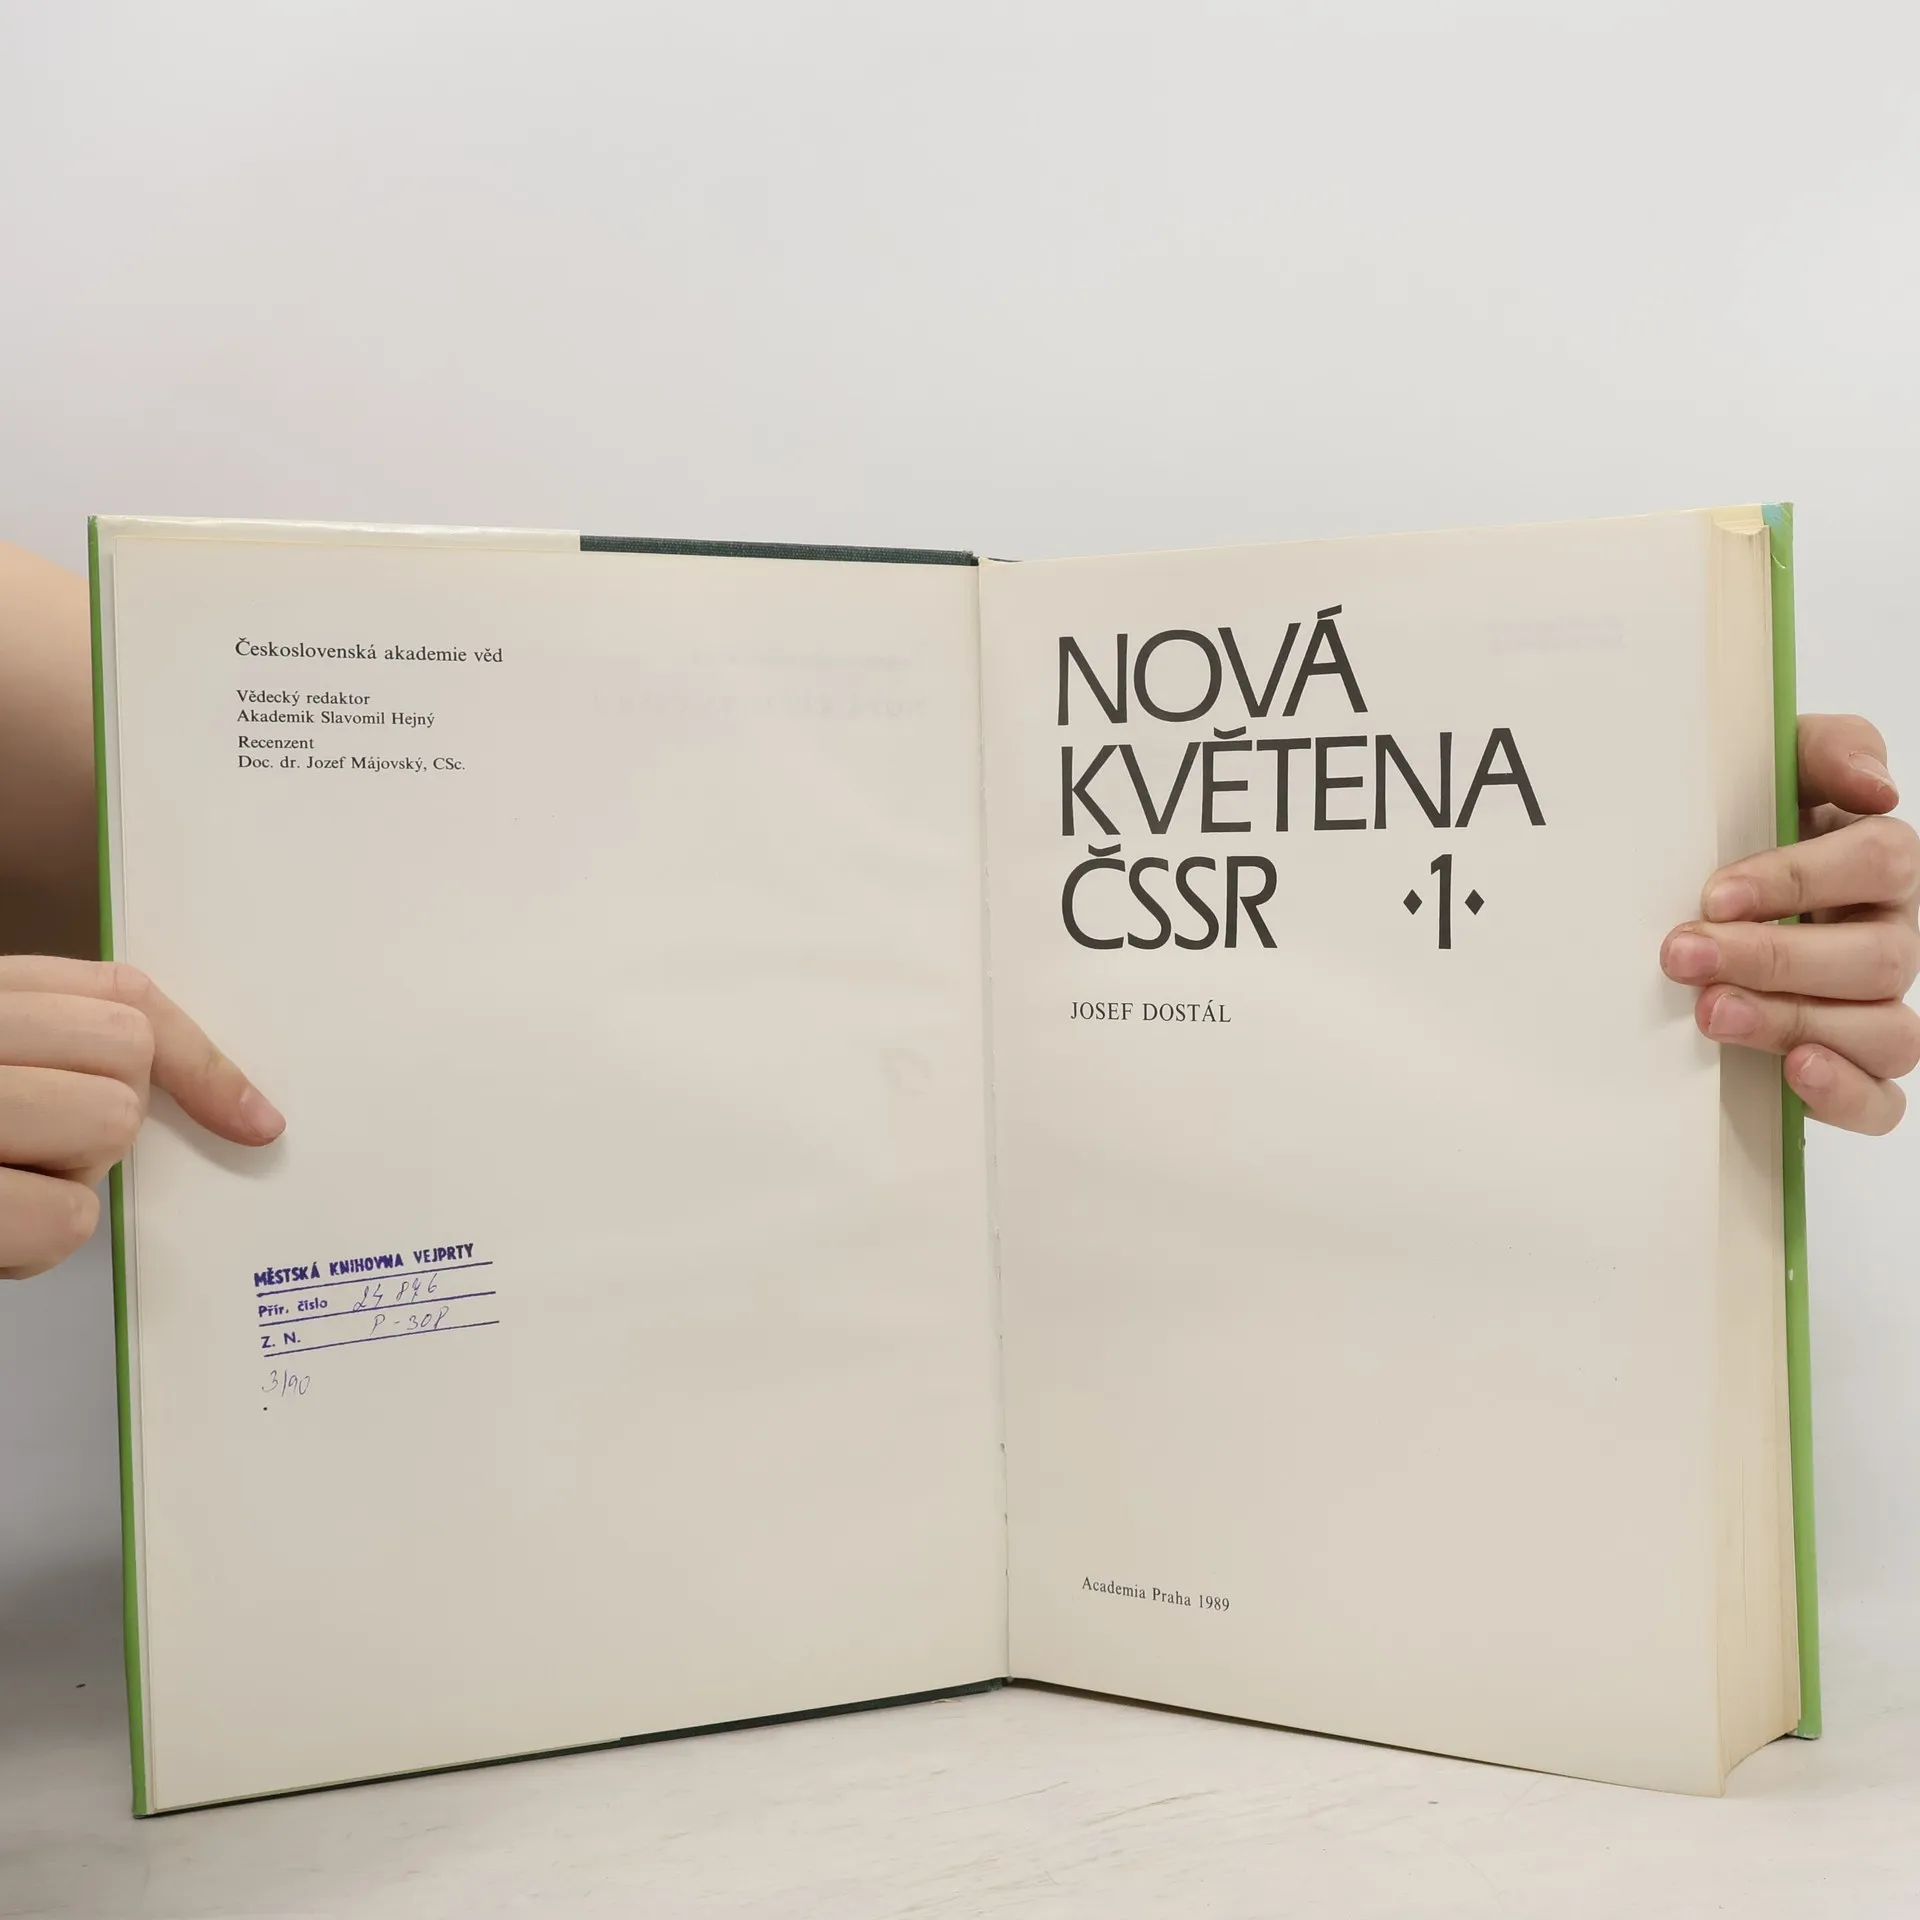 Československá akademie věd
Vědecký redaktor
Akademik Slavomil Hejný
Recenzent
Doc. dr. Jozef Májovský, CSc.
MĚSTSKÁ KNIHOVNA VEJPRTY
Přír. číslo
Z. N. P-308
3/90
NOVÁ
KVĚTENA
ČSSR ♦1♦
JOSEF DOSTÁL
Academia Praha 1989